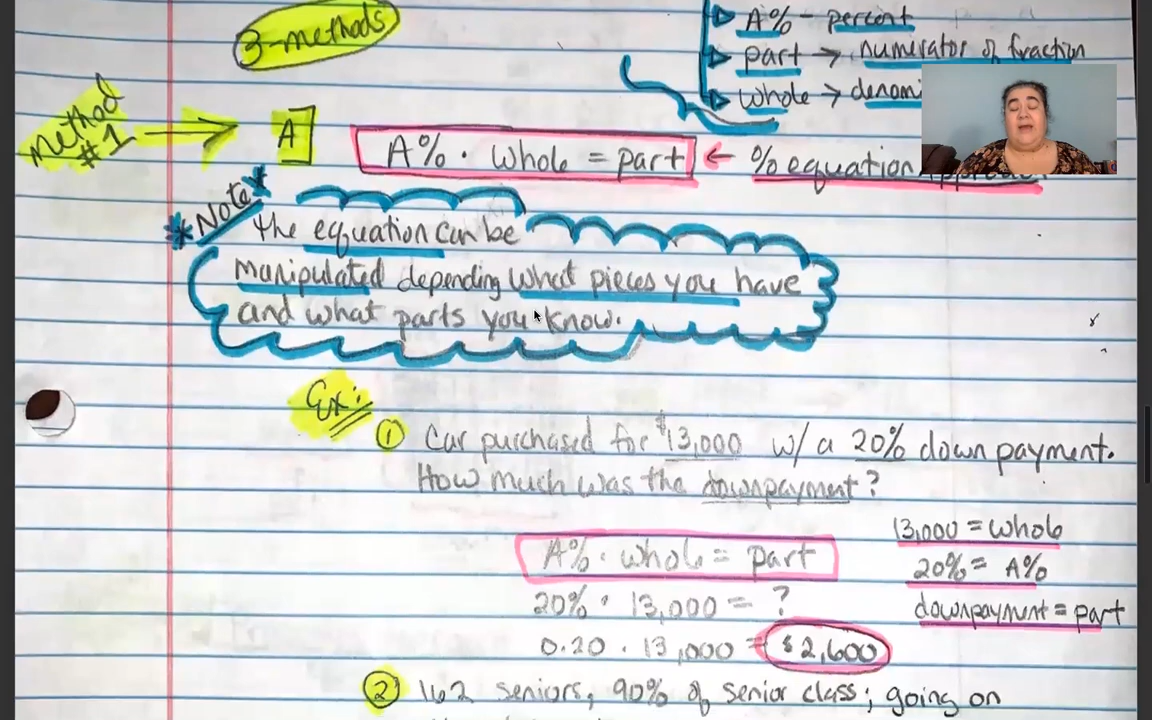 3-methods
A% - percent
part → numerator of fraction
whole →
Method #1 → A
A% · whole = part ← % equation
*Note*
the equation can be
manipulated depending what pieces you have
and what parts you know.
Ex:
① Car purchased for $13,000 w/ a 20% down payment.
How much was the downpayment?
13,000 = whole
A% · whole = part
20% = A%
20% · 13,000 = ?
downpayment = part
0.20 · 13,000 = $2,600
② 162 seniors, 90% of senior class; going on